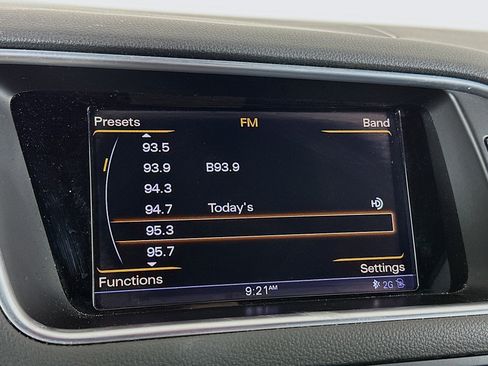 Presets FM Band
93.5
93.9 B93.9
94.3
94.7 Today's HD
95.3
95.7
Functions Settings
9:21AM 2G